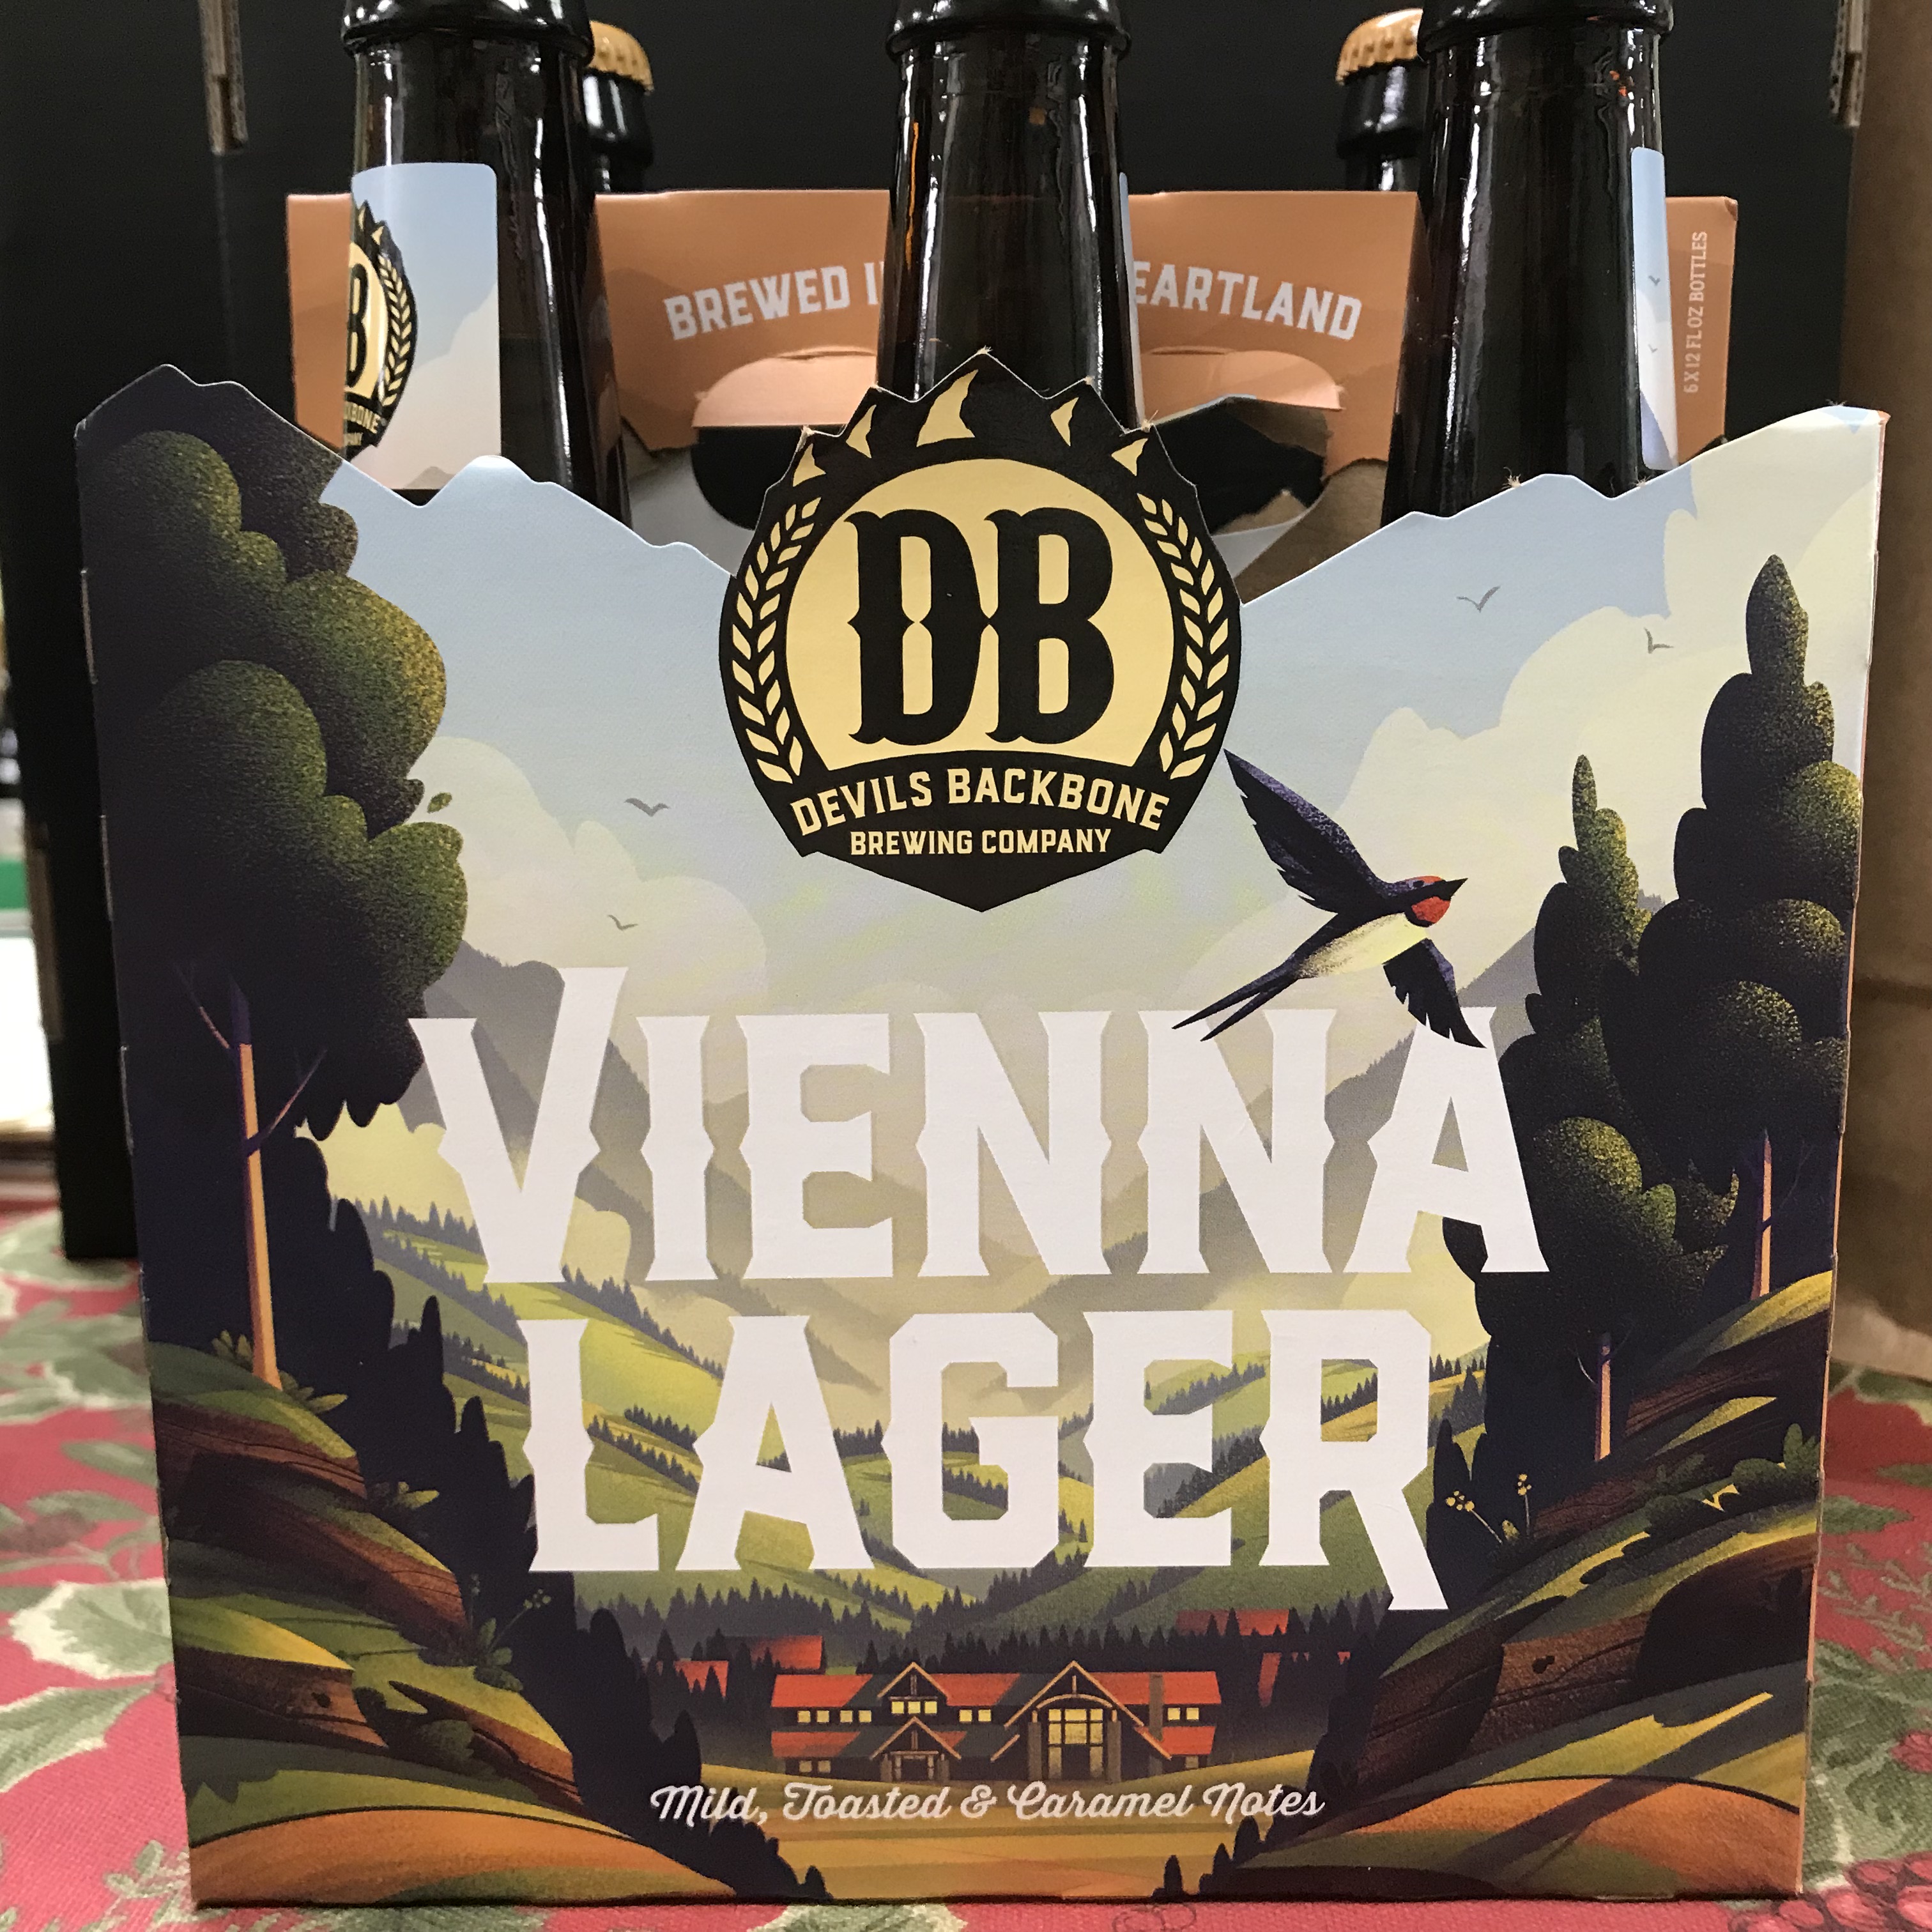 BREWED EARTLAND
6 X 12 FL OZ BOTTLES
B
DB
DEVILS BACKBONE
BREWING COMPANY
VIENNA
LAGER
Mild, Toasted & Caramel Notes